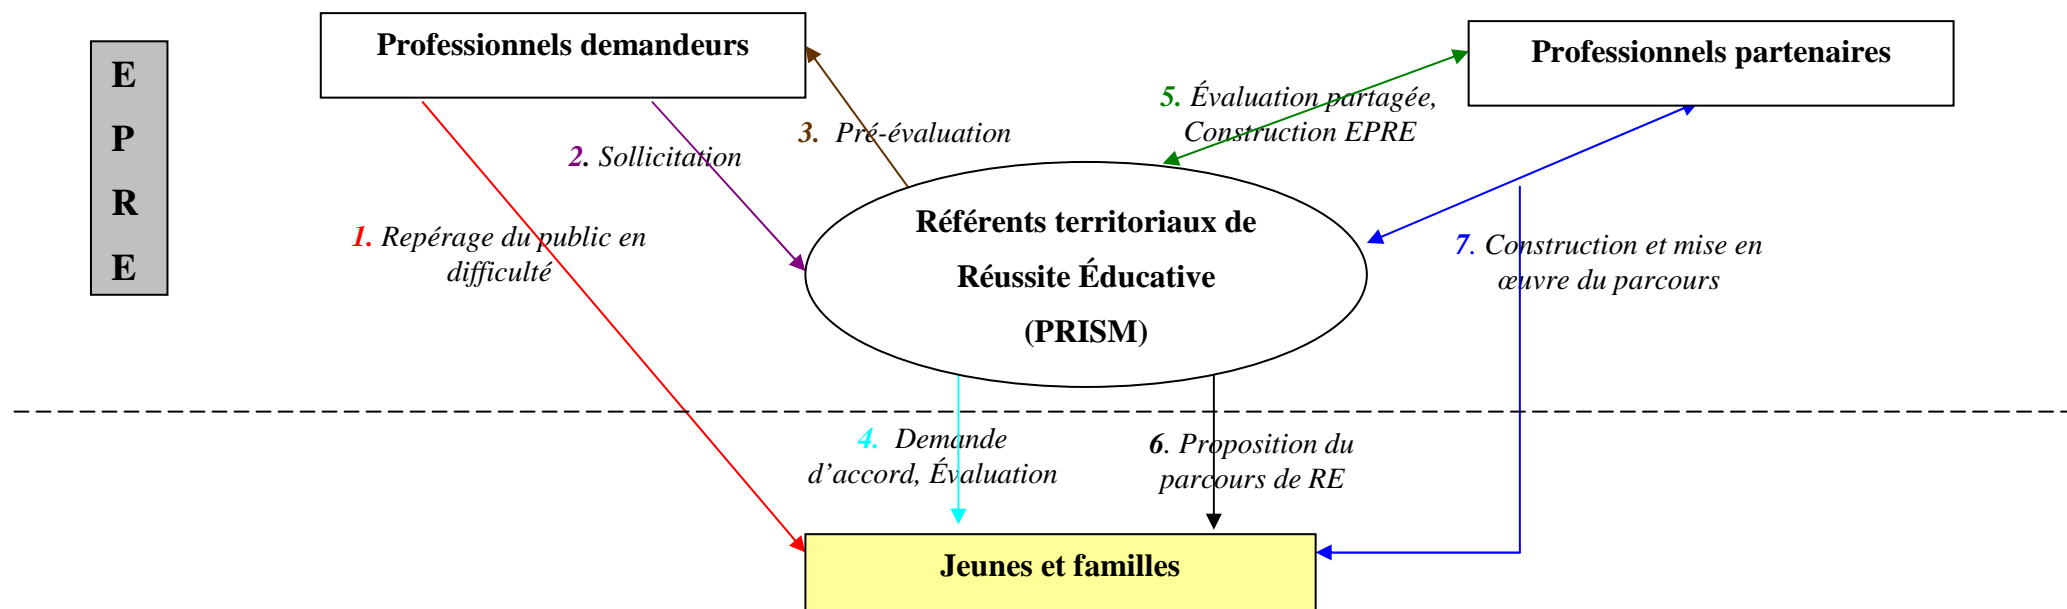 E
P
R
E
Professionnels demandeurs
Professionnels partenaires
5. Évaluation partagée,
Construction EPRE
3. Pré-évaluation
2. Sollicitation
1. Repérage du public en
difficulté
Référents territoriaux de
Réussite Éducative
(PRISM)
7. Construction et mise en
œuvre du parcours
4. Demande
d’accord, Évaluation
6. Proposition du
parcours de RE
Jeunes et familles